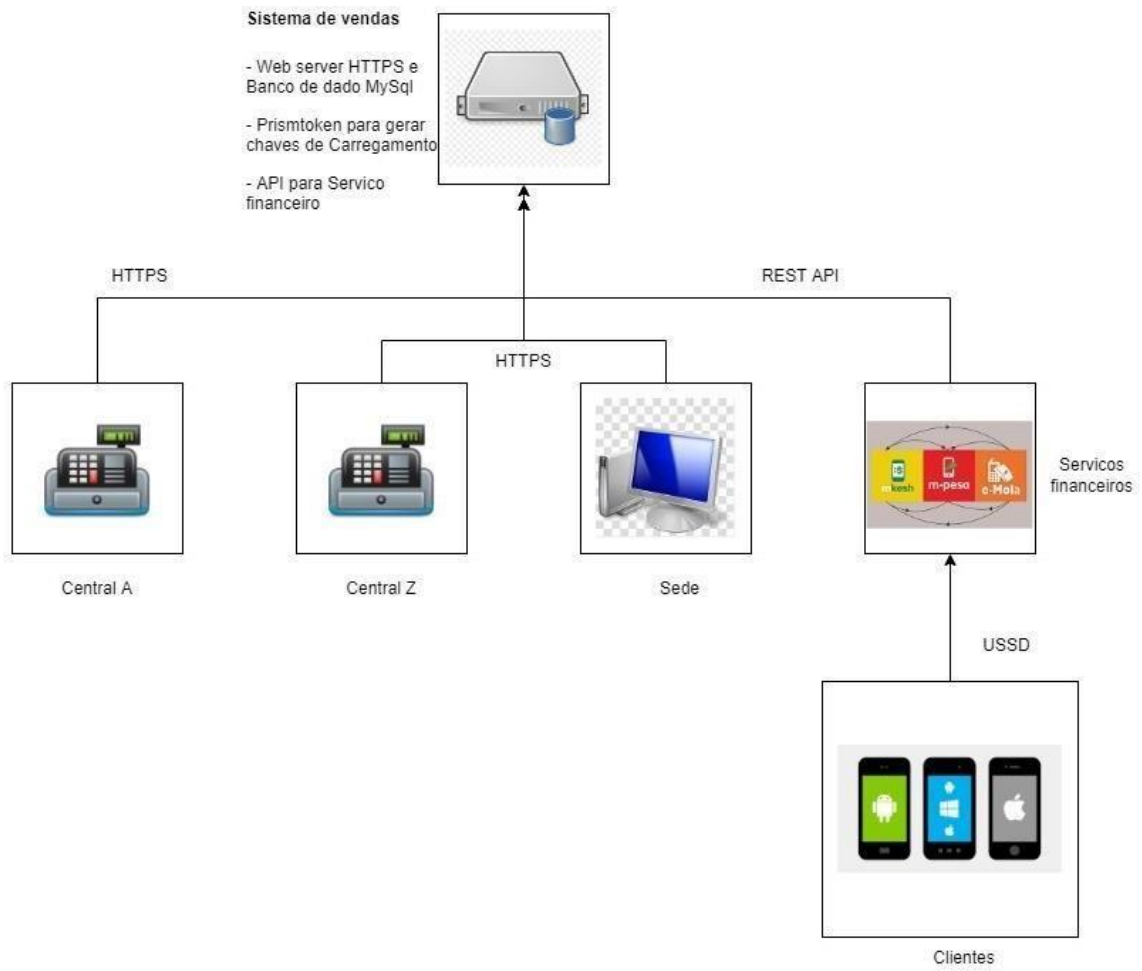 Sistema de vendas
- Web server HTTPS e
Banco de dado MySql
- Prismtoken para gerar
chaves de Carregamento
- API para Servico
financeiro
HTTPS
REST API
HTTPS
mkesh
m-pesa
e-Mola
Servicos
financeiros
Central A
Central Z
Sede
USSD
Clientes